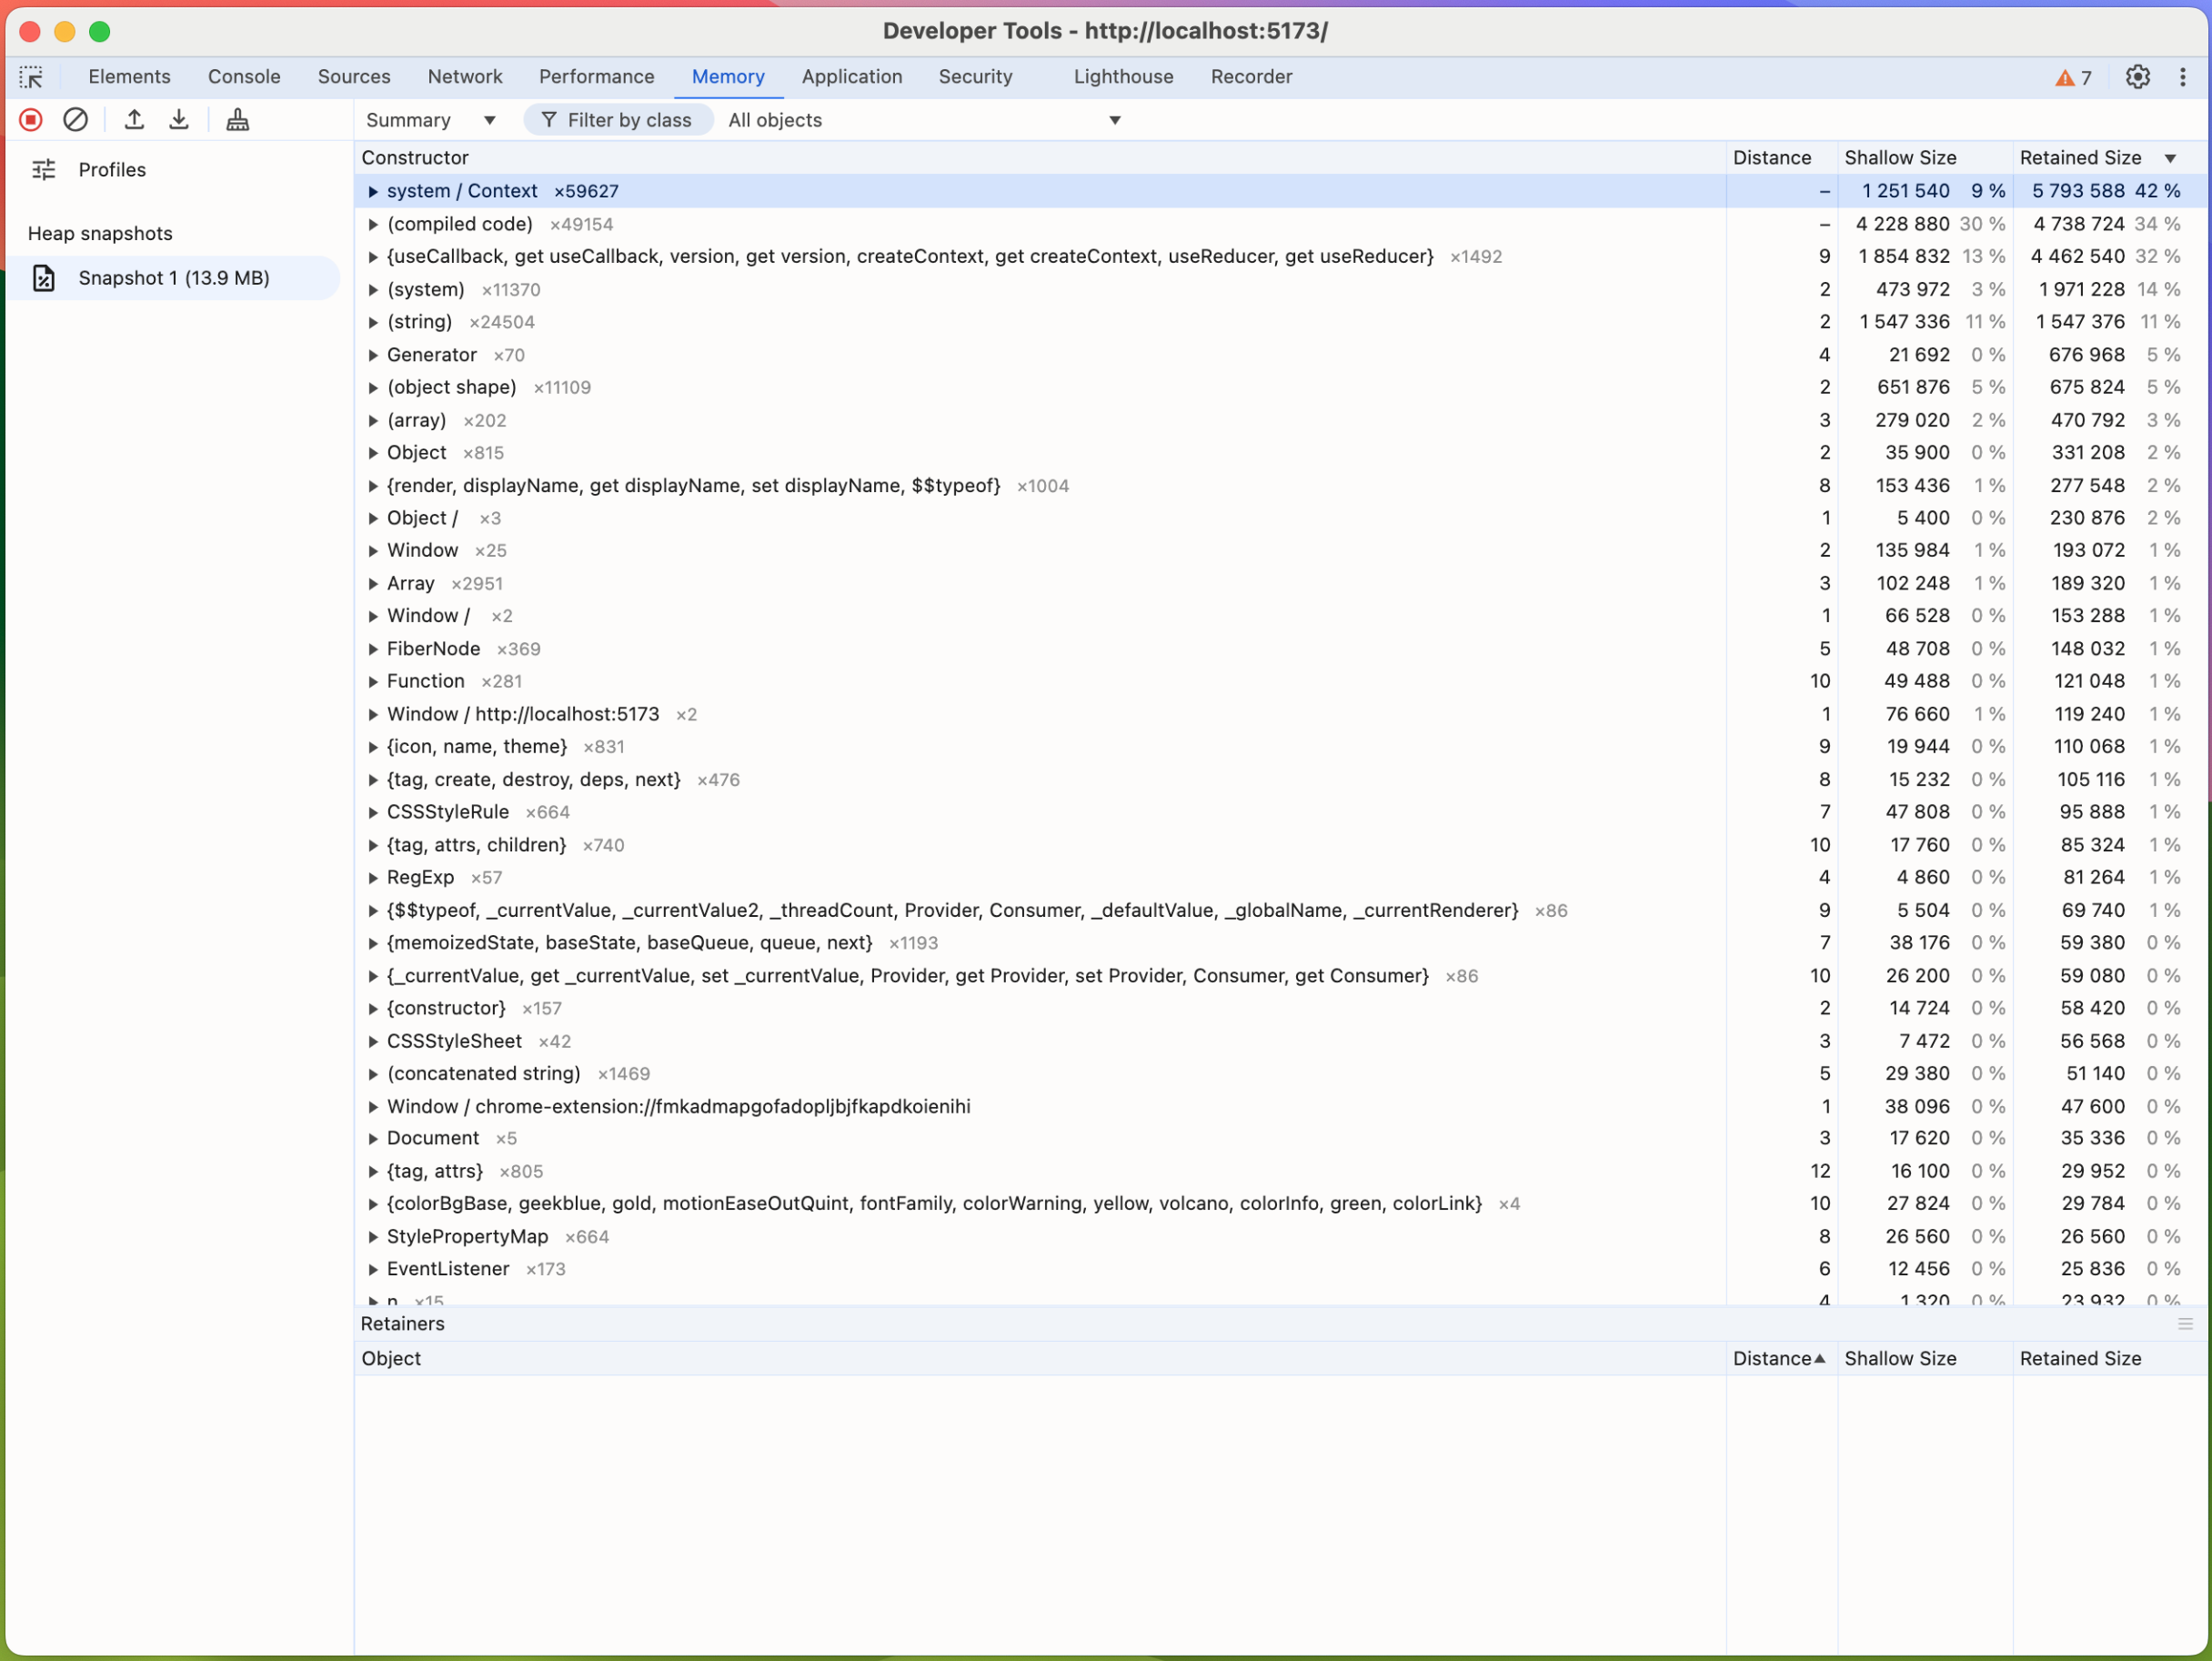 Developer Tools - http://localhost:5173/
Elements Console Sources Network Performance Memory Application Security Lighthouse Recorder 7
Summary Filter by class All objects
Profiles
Heap snapshots
Snapshot 1 (13.9 MB)
Constructor Distance Shallow Size Retained Size
system / Context ×59627 – 1 251 540 9 % 5 793 588 42 %
(compiled code) ×49154 – 4 228 880 30 % 4 738 724 34 %
{useCallback, get useCallback, version, get version, createContext, get createContext, useReducer, get useReducer} ×1492 9 1 854 832 13 % 4 462 540 32 %
(system) ×11370 2 473 972 3 % 1 971 228 14 %
(string) ×24504 2 1 547 336 11 % 1 547 376 11 %
Generator ×70 4 21 692 0 % 676 968 5 %
(object shape) ×11109 2 651 876 5 % 675 824 5 %
(array) ×202 3 279 020 2 % 470 792 3 %
Object ×815 2 35 900 0 % 331 208 2 %
{render, displayName, get displayName, set displayName, $$typeof} ×1004 8 153 436 1 % 277 548 2 %
Object / ×3 1 5 400 0 % 230 876 2 %
Window ×25 2 135 984 1 % 193 072 1 %
Array ×2951 3 102 248 1 % 189 320 1 %
Window / ×2 1 66 528 0 % 153 288 1 %
FiberNode ×369 5 48 708 0 % 148 032 1 %
Function ×281 10 49 488 0 % 121 048 1 %
Window / http://localhost:5173 ×2 1 76 660 1 % 119 240 1 %
{icon, name, theme} ×831 9 19 944 0 % 110 068 1 %
{tag, create, destroy, deps, next} ×476 8 15 232 0 % 105 116 1 %
CSSStyleRule ×664 7 47 808 0 % 95 888 1 %
{tag, attrs, children} ×740 10 17 760 0 % 85 324 1 %
RegExp ×57 4 4 860 0 % 81 264 1 %
{$$typeof, _currentValue, _currentValue2, _threadCount, Provider, Consumer, _defaultValue, _globalName, _currentRenderer} ×86 9 5 504 0 % 69 740 1 %
{memoizedState, baseState, baseQueue, queue, next} ×1193 7 38 176 0 % 59 380 0 %
{_currentValue, get _currentValue, set _currentValue, Provider, get Provider, set Provider, Consumer, get Consumer} ×86 10 26 200 0 % 59 080 0 %
{constructor} ×157 2 14 724 0 % 58 420 0 %
CSSStyleSheet ×42 3 7 472 0 % 56 568 0 %
(concatenated string) ×1469 5 29 380 0 % 51 140 0 %
Window / chrome-extension://fmkadmapgofadopljbjfkapdkoienihi 1 38 096 0 % 47 600 0 %
Document ×5 3 17 620 0 % 35 336 0 %
{tag, attrs} ×805 12 16 100 0 % 29 952 0 %
{colorBgBase, geekblue, gold, motionEaseOutQuint, fontFamily, colorWarning, yellow, volcano, colorInfo, green, colorLink} ×4 10 27 824 0 % 29 784 0 %
StylePropertyMap ×664 8 26 560 0 % 26 560 0 %
EventListener ×173 6 12 456 0 % 25 836 0 %
n ×15 4 1 320 0 % 23 932 0 %
Retainers
Object Distance Shallow Size Retained Size